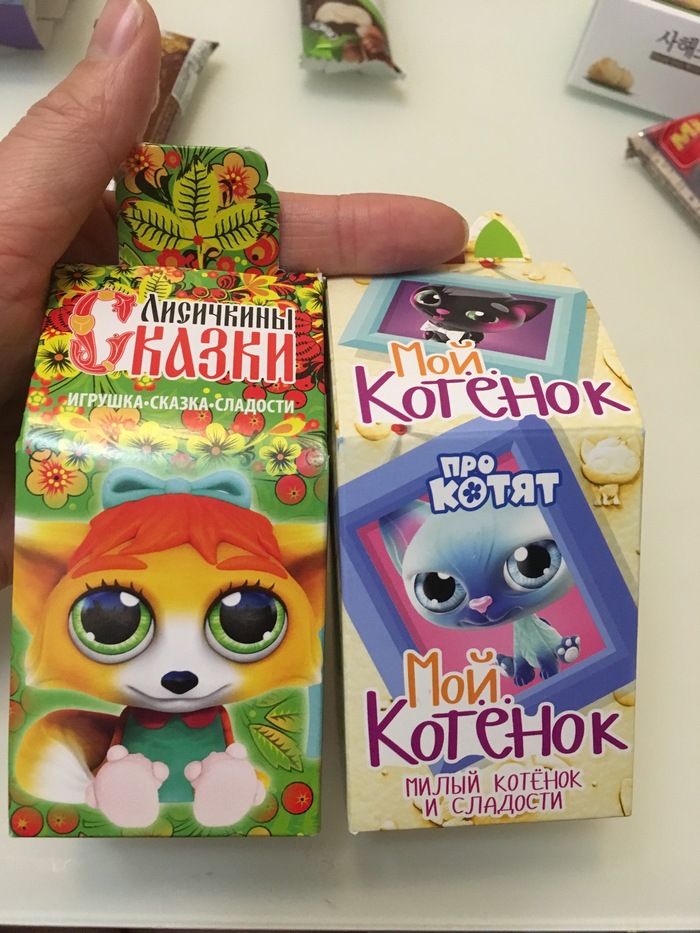 Лисичкины
Сказки
ИГРУШКА•СКАЗКА•СЛАДОСТИ
Мой
Котёнок
ПРО
КОТЯТ
Мой
Котёнок
МИЛЫЙ КОТЁНОК
И СЛАДОСТИ